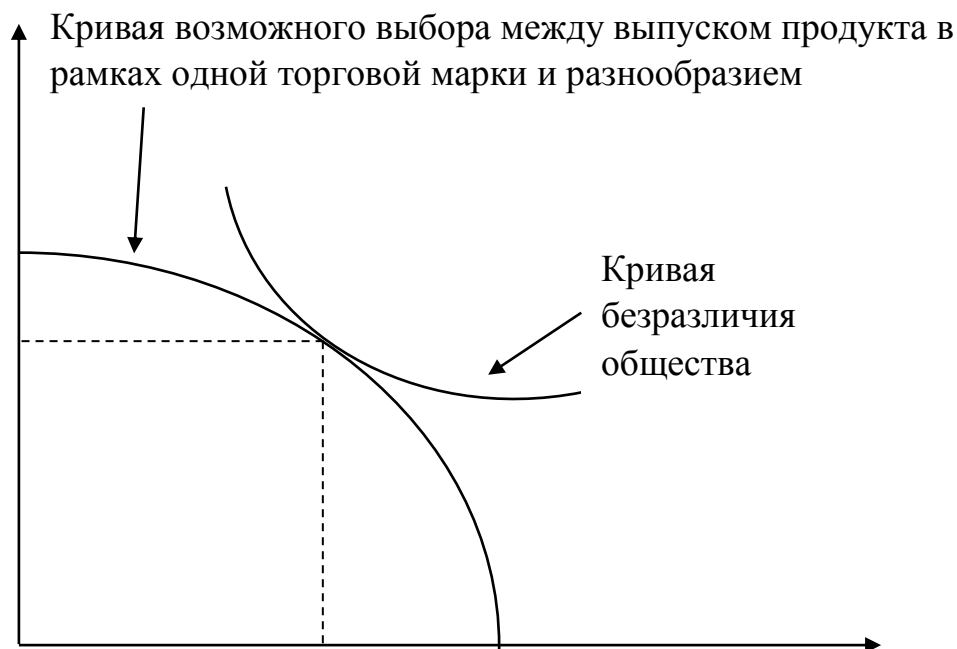 Кривая возможного выбора между выпуском продукта в
рамках одной торговой марки и разнообразием
Кривая
безразличия
общества